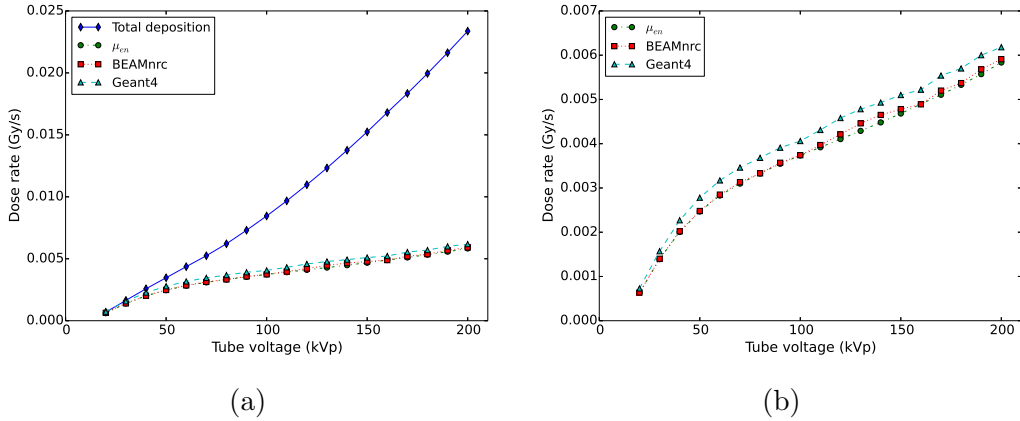 0.025
0.020
0.015
0.010
0.005
0.000
0
50
100
150
200
Tube voltage (kVp)
Dose rate (Gy/s)
Total deposition
μen
BEAMnrc
Geant4
(a)
0.007
0.006
0.005
0.004
0.003
0.002
0.001
0.000
0
50
100
150
200
Tube voltage (kVp)
Dose rate (Gy/s)
μen
BEAMnrc
Geant4
(b)